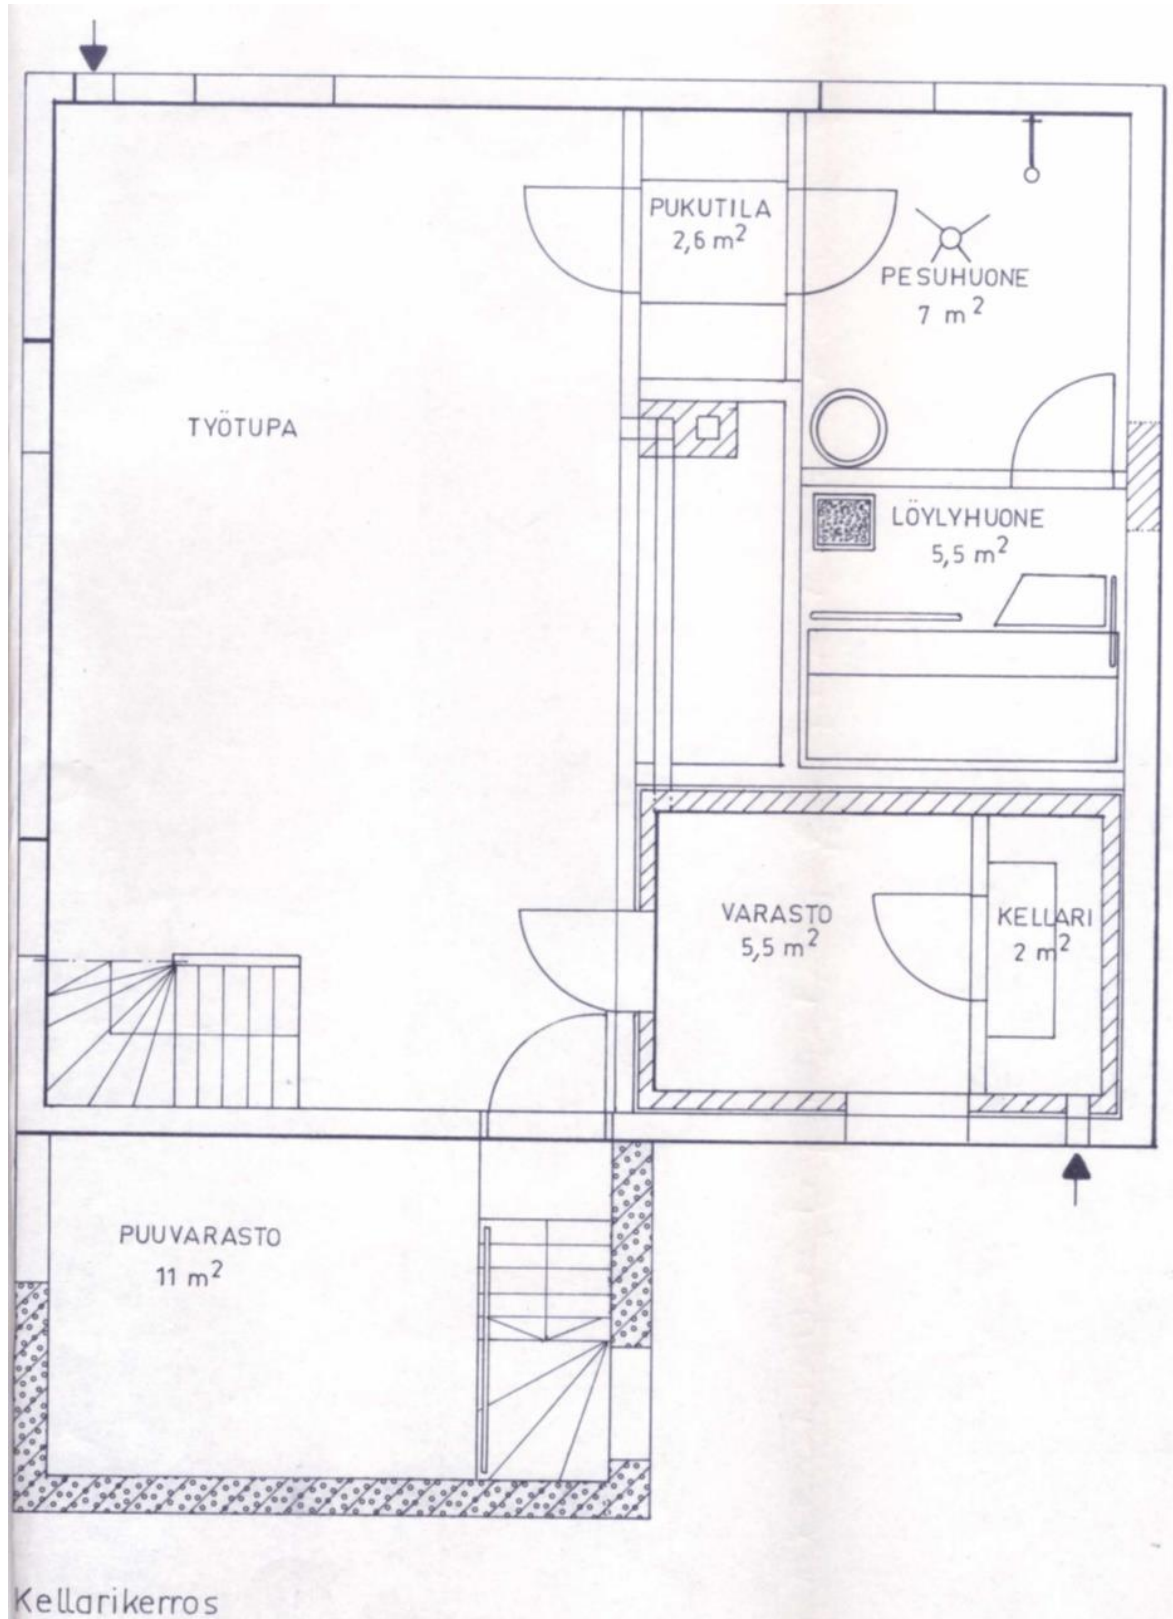 PUKUTILA
2,6 m²
PESUHUONE
7 m²
TYÖTUPA
LÖYLYHUONE
5,5 m²
VARASTO
5,5 m²
KELLARI
2 m²
PUUVARASTO
11 m²
Kellarikerros